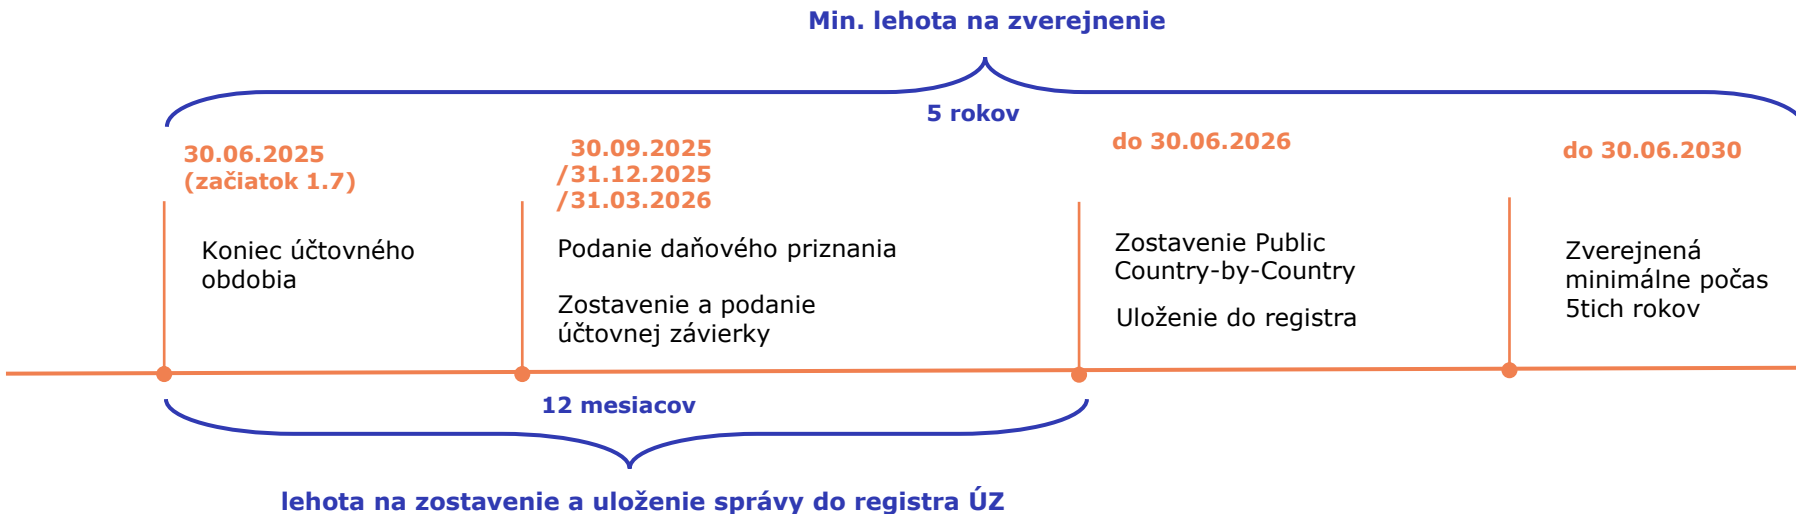 Min. lehota na zverejnenie
5 rokov
30.06.2025
(začiatok 1.7)
Koniec účtovného
obdobia
30.09.2025
/31.12.2025
/31.03.2026
Podanie daňového priznania
Zostavenie a podanie
účtovnej závierky
do 30.06.2026
Zostavenie Public
Country-by-Country
Uloženie do registra
do 30.06.2030
Zverejnená
minimálne počas
5tich rokov
12 mesiacov
lehota na zostavenie a uloženie správy do registra ÚZ